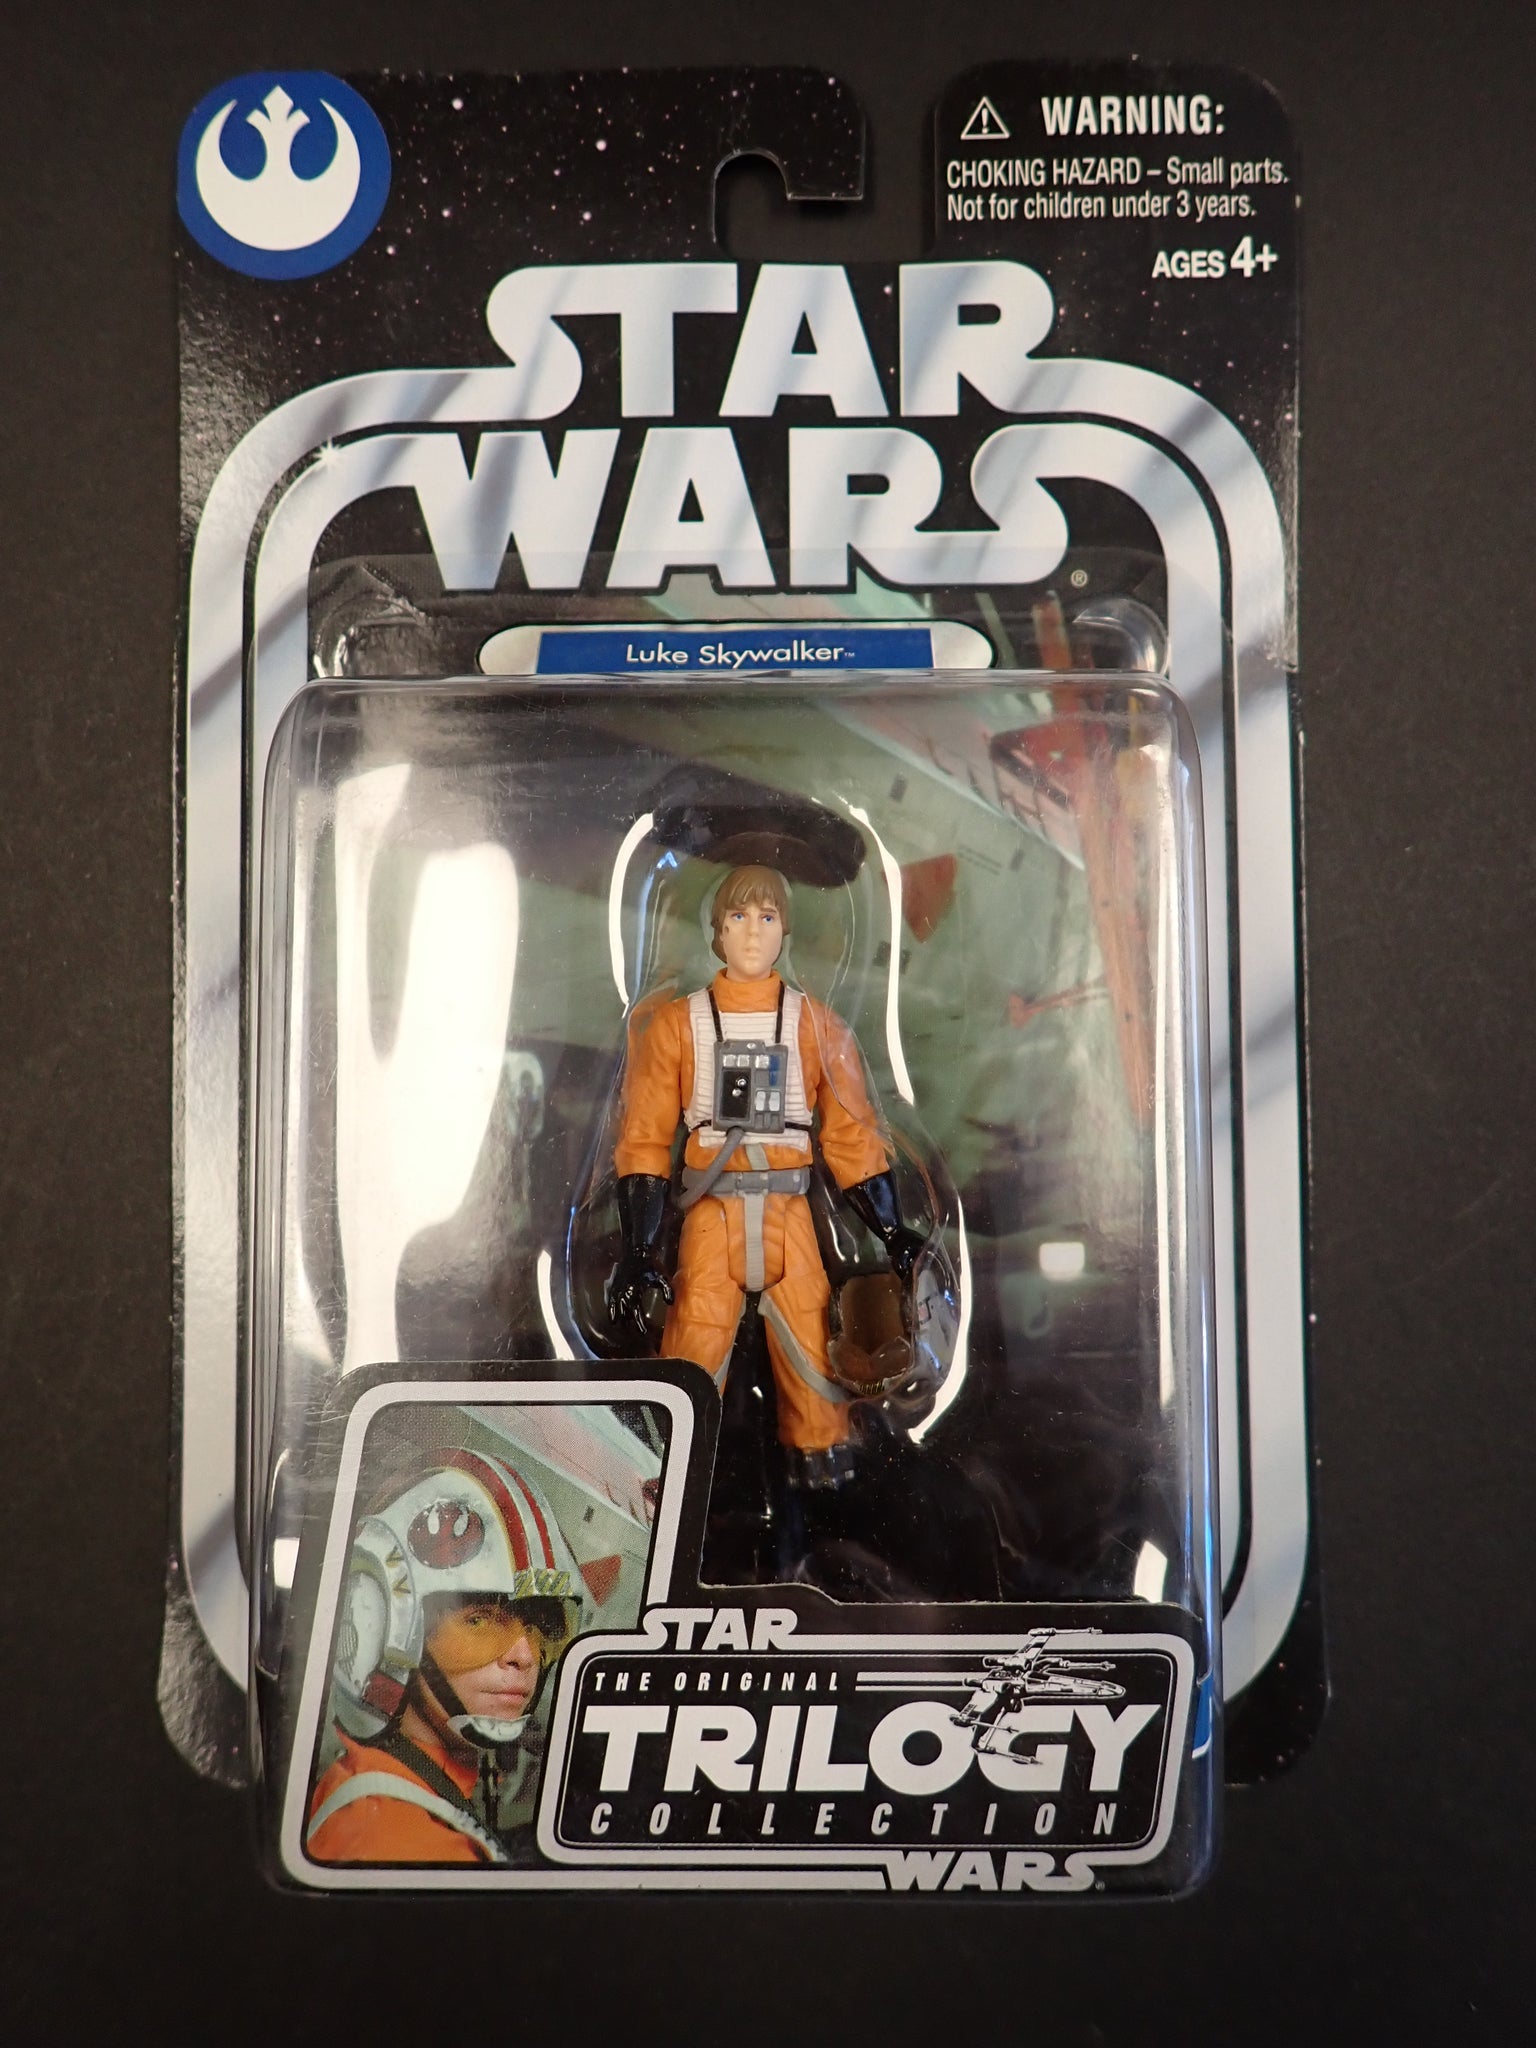 WARNING:
CHOKING HAZARD – Small parts.
Not for children under 3 years.
AGES 4+
STAR
WARS®
Luke Skywalker™
STAR
THE ORIGINAL
TRILOGY
COLLECTION
WARS®